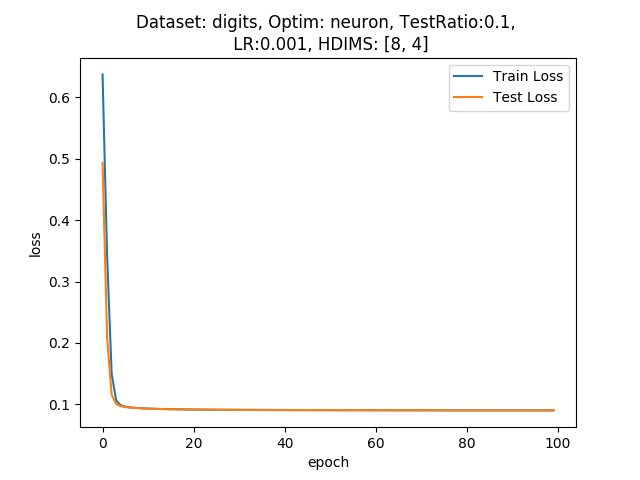 Dataset: digits, Optim: neuron, TestRatio:0.1,
LR:0.001, HDIMS: [8, 4]
Train Loss
Test Loss
0.6
0.5
0.4
0.3
0.2
0.1
loss
0 20 40 60 80 100
epoch